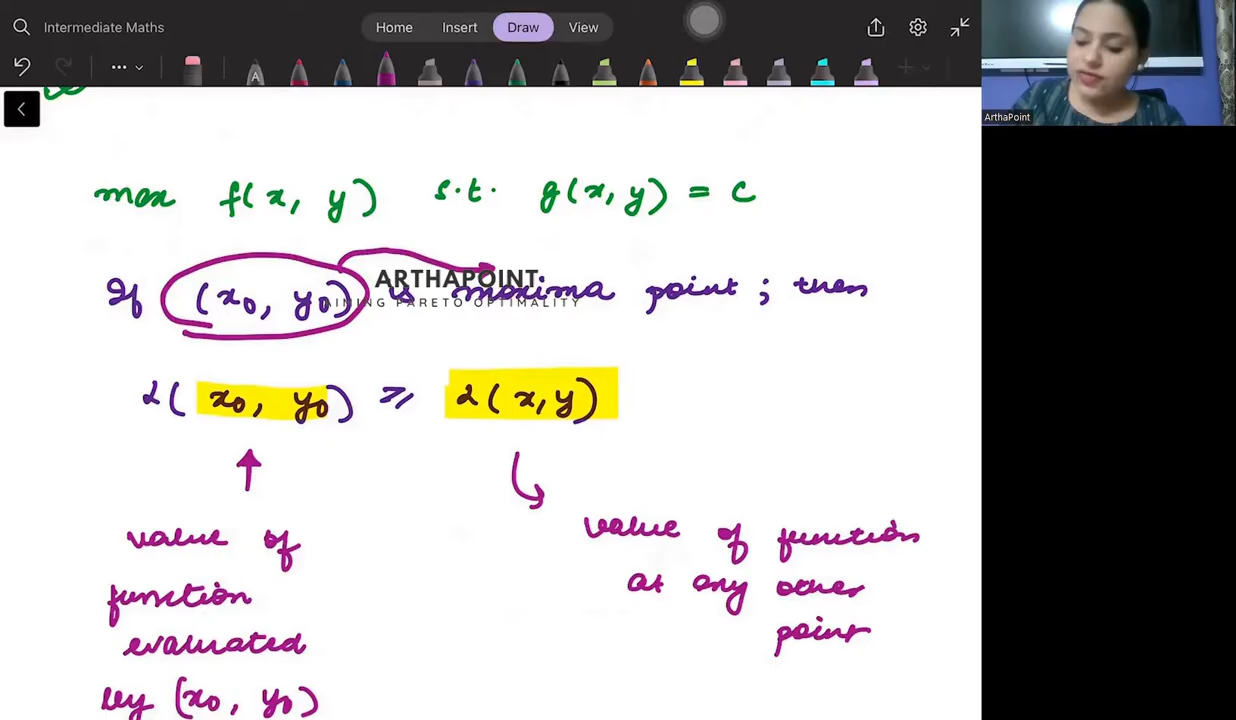 Intermediate Maths
Home Insert Draw View
ArthaPoint
max f(x, y) s.t. g(x, y) = c
ARTHAPOINT
If (x₀, y₀) is maxima point ; then
AINING PARETO OPTIMALITY
L( x₀, y₀) ≥ L( x, y)
value of
function
evaluated
by (x₀, y₀)
value of function
at any other
point